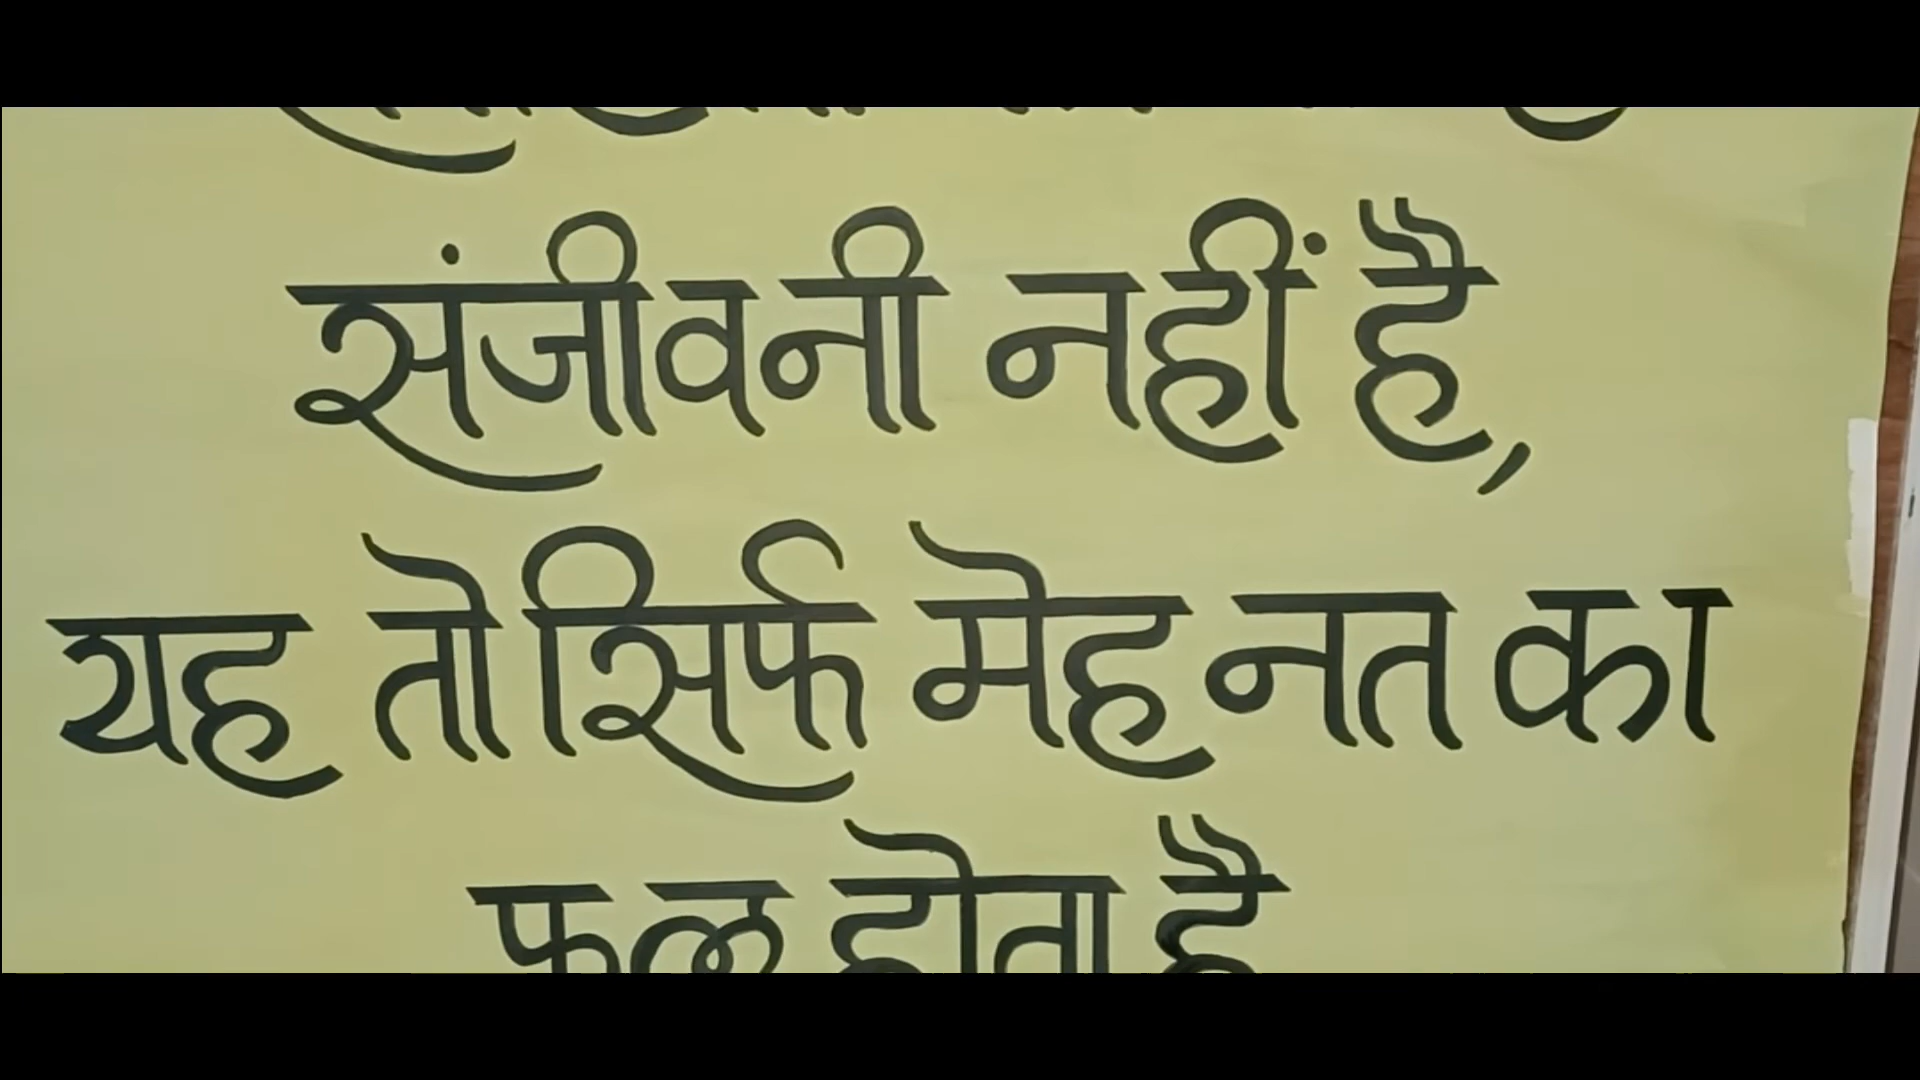 संजीवनी नहीं है,
यह तो सिर्फ मेहनत का
फल होता है